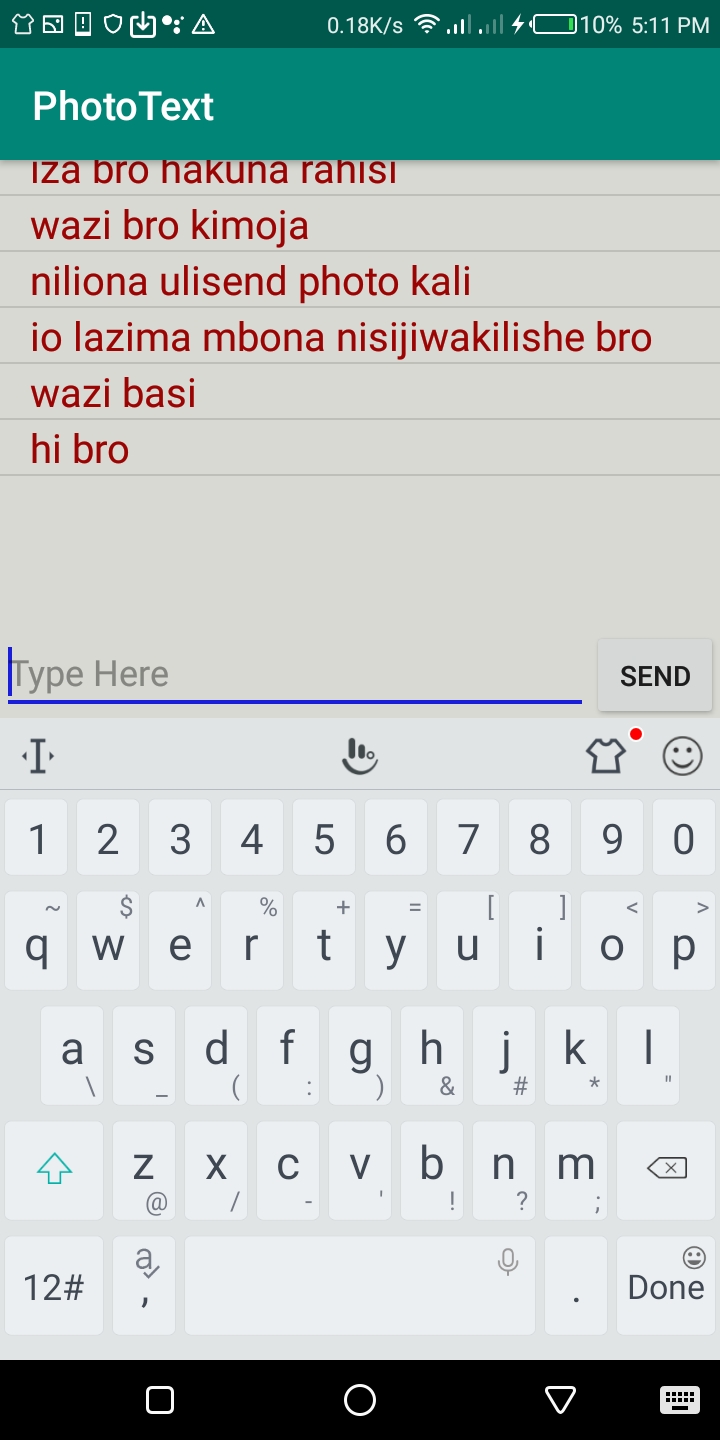 0.18K/s 10% 5:11 PM
PhotoText
iza bro hakuna rahisi
wazi bro kimoja
niliona ulisend photo kali
io lazima mbona nisijiwakilishe bro
wazi basi
hi bro
Type Here SEND
1 2 3 4 5 6 7 8 9 0
~ $ ^ % + = [ ] < >
q w e r t y u i o p
a s d f g h j k l
\ _ ( : ) & # * "
z x c v b n m
@ / - ' ! ? ;
a
12# , . Done